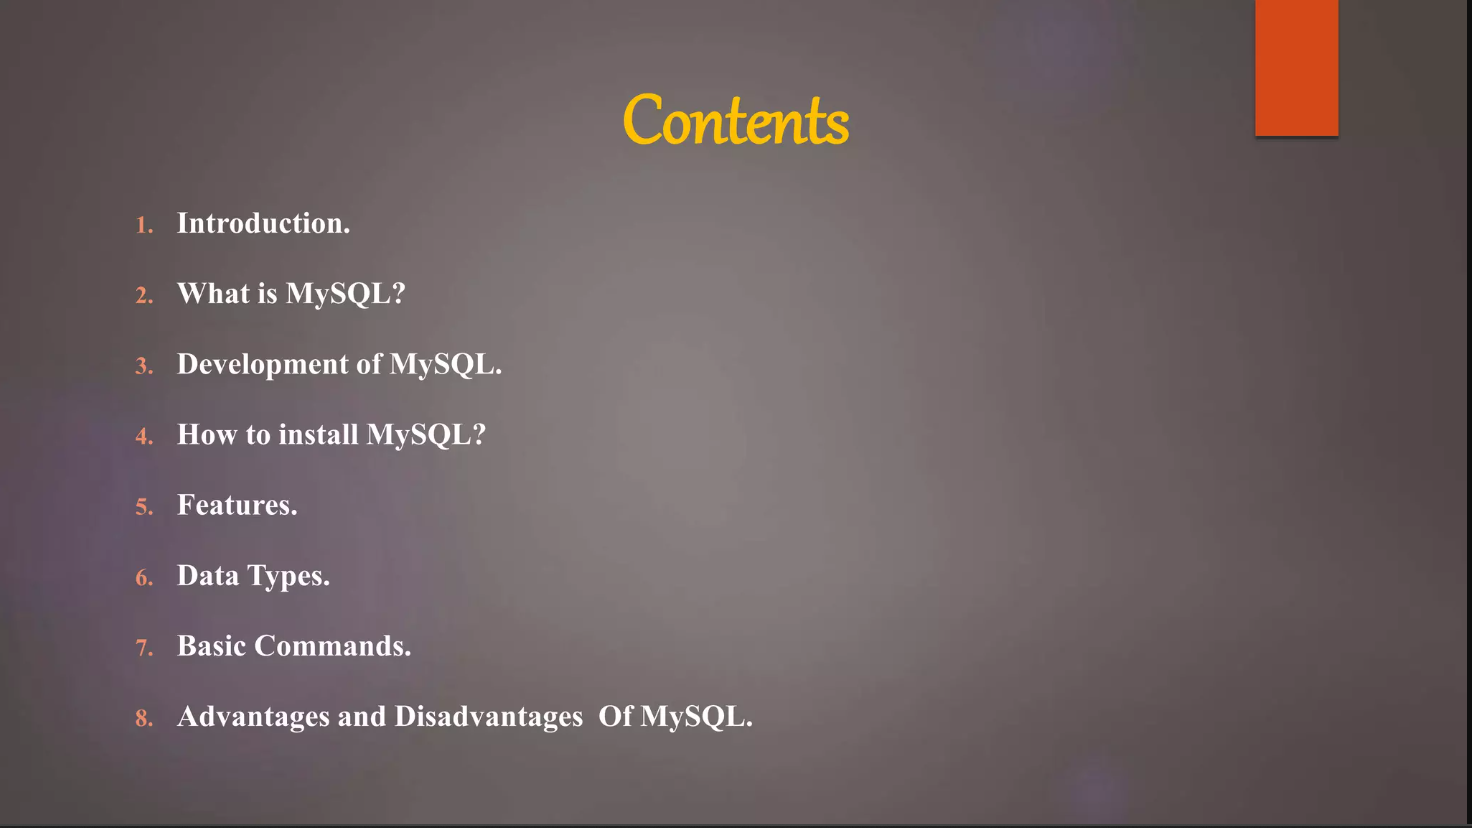 Contents
1. Introduction.
2. What is MySQL?
3. Development of MySQL.
4. How to install MySQL?
5. Features.
6. Data Types.
7. Basic Commands.
8. Advantages and Disadvantages  Of MySQL.